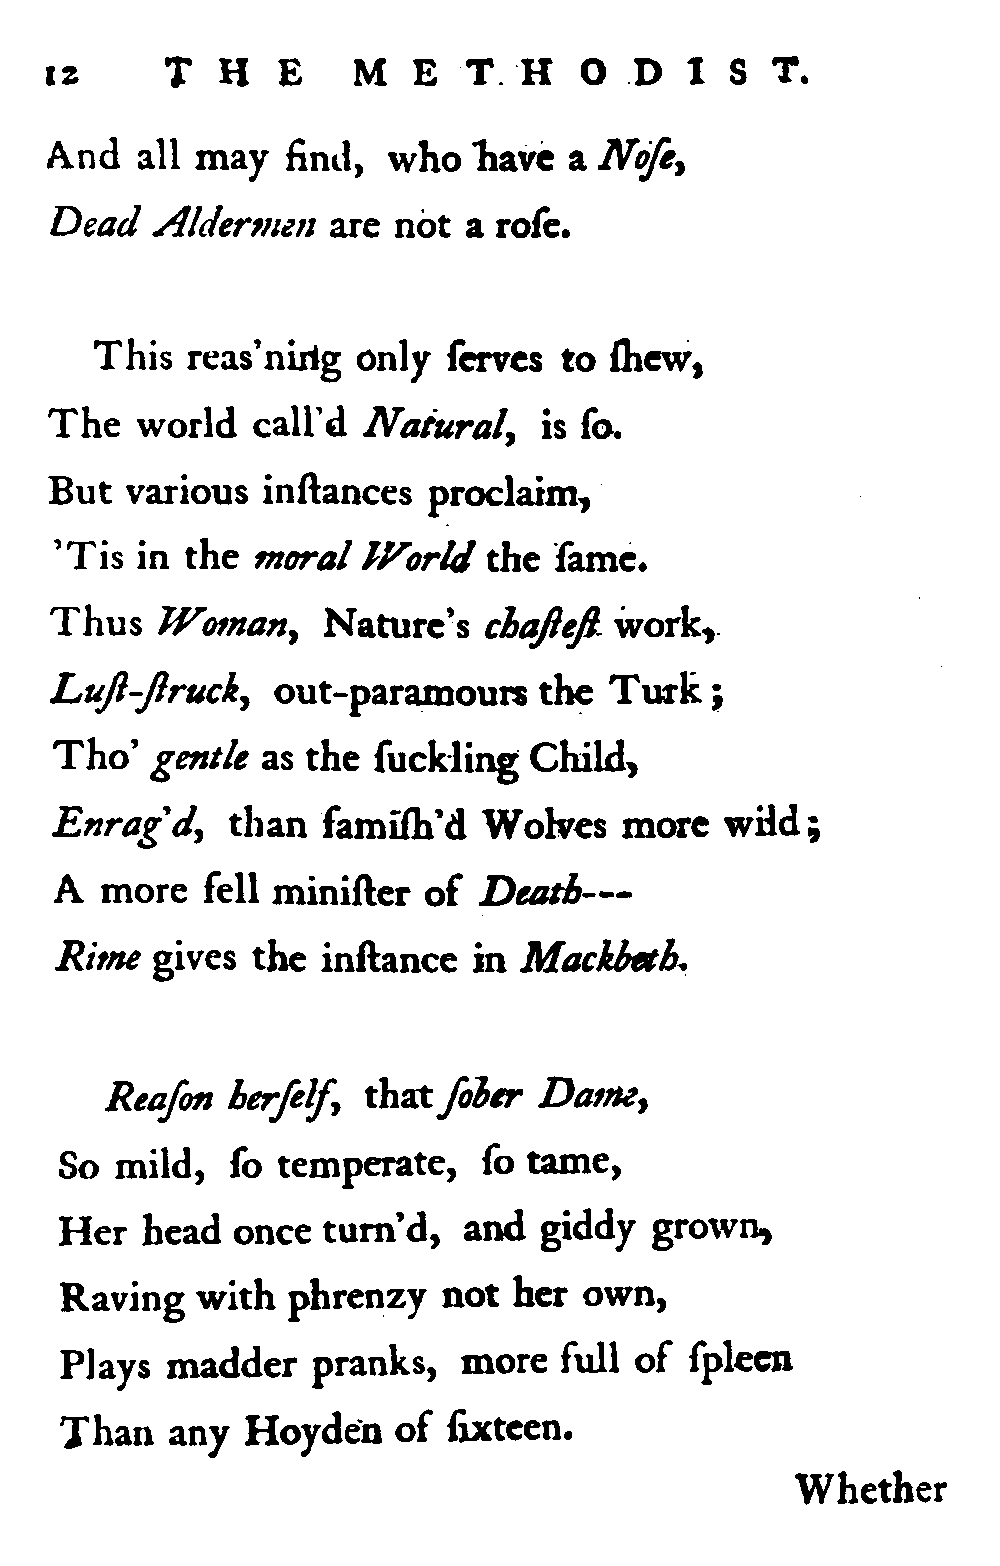 12 THE METHODIST.
And all may find, who have a Noſe,
Dead Aldermen are not a roſe.
This reas'ning only ſerves to ſhew,
The world call'd Natural, is ſo.
But various inſtances proclaim,
'Tis in the moral World the ſame.
Thus Woman, Nature's chaſteſt work,
Luſt-ſtruck, out-paramours the Turk;
Tho' gentle as the ſuckling Child,
Enrag'd, than famiſh'd Wolves more wild;
A more fell miniſter of Death---
Rime gives the inſtance in Mackbeth.
Reaſon herſelf, that ſober Dame,
So mild, ſo temperate, ſo tame,
Her head once turn'd, and giddy grown,
Raving with phrenzy not her own,
Plays madder pranks, more full of ſpleen
Than any Hoyden of ſixteen.
Whether